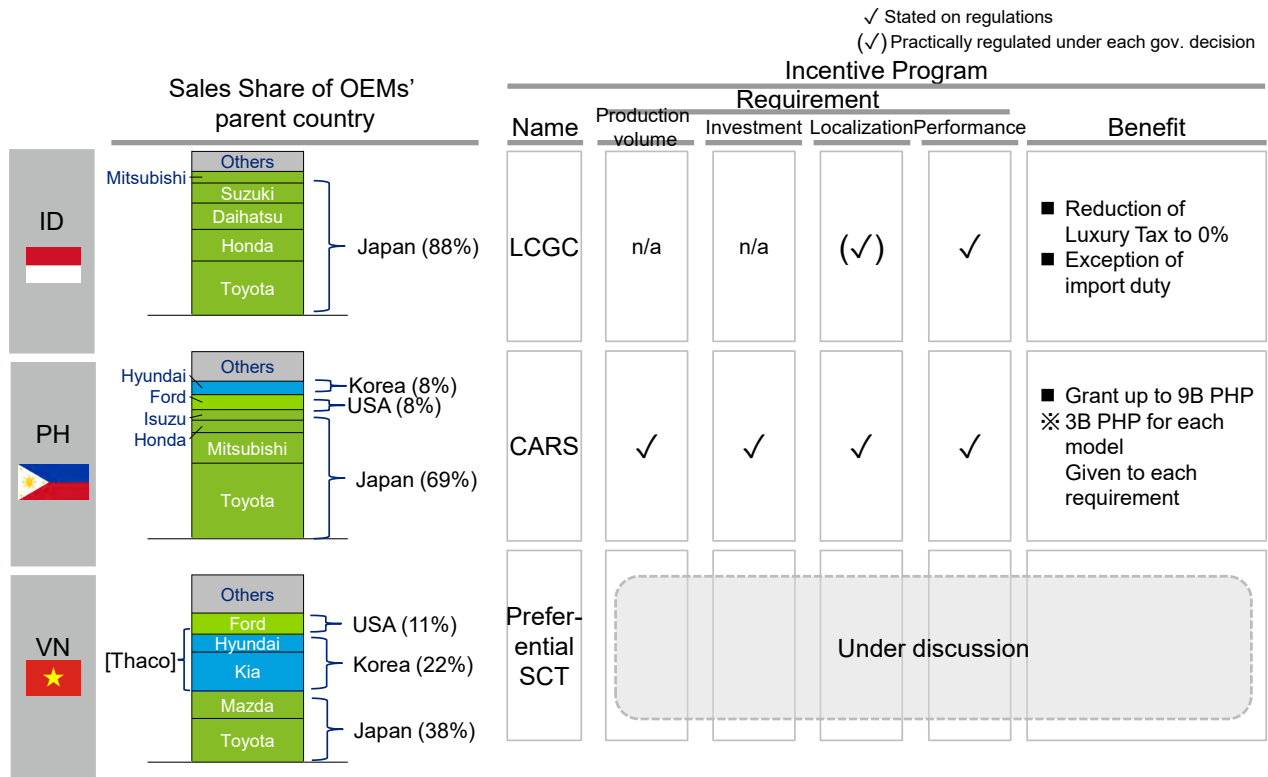 ✓ Stated on regulations
(✓) Practically regulated under each gov. decision
Sales Share of OEMs'
parent country
Incentive Program
Requirement
Name
Production
volume
Investment
Localization
Performance
Benefit
ID
Others
Mitsubishi
Suzuki
Daihatsu
Honda
Toyota
Japan (88%)
LCGC
n/a
n/a
(✓)
✓
■ Reduction of
Luxury Tax to 0%
■ Exception of
import duty
PH
Others
Hyundai
Ford
Isuzu
Honda
Mitsubishi
Toyota
Korea (8%)
USA (8%)
Japan (69%)
CARS
✓
✓
✓
✓
■ Grant up to 9B PHP
※ 3B PHP for each
model
Given to each
requirement
VN
Others
Ford
Hyundai
Kia
Mazda
Toyota
[Thaco]
USA (11%)
Korea (22%)
Japan (38%)
Prefer-
ential
SCT
Under discussion